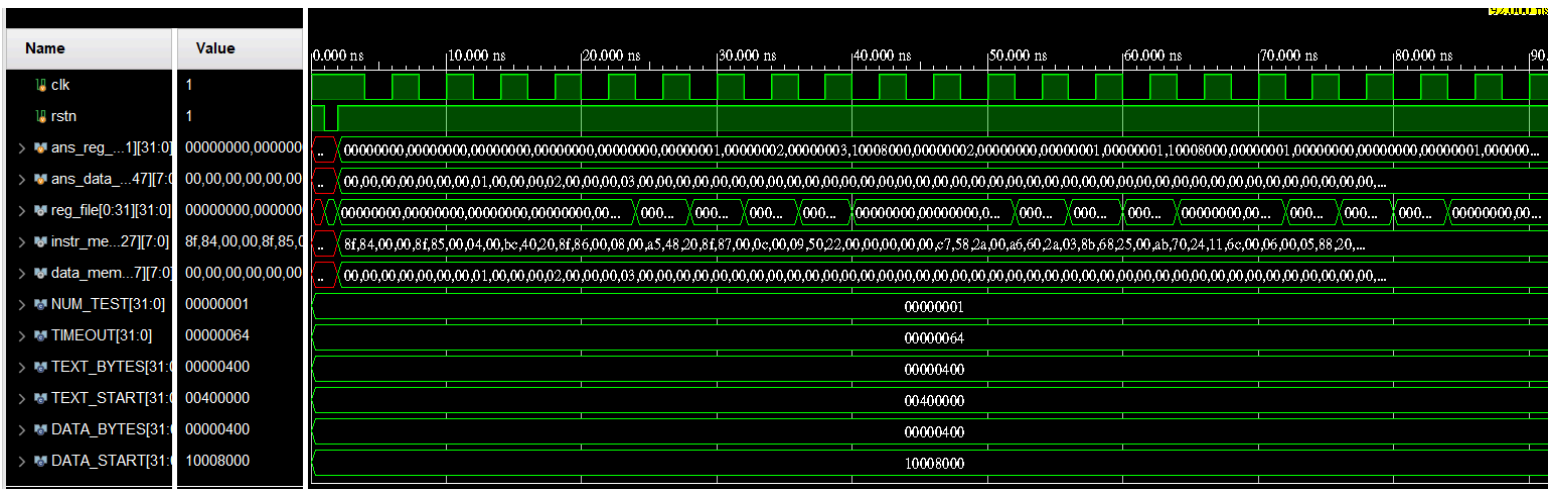 92.000 ns
Name Value
0.000 ns 10.000 ns 20.000 ns 30.000 ns 40.000 ns 50.000 ns 60.000 ns 70.000 ns 80.000 ns 90.
clk 1
rstn 1
ans_reg_...1][31:0] 00000000,000000 .. 00000000,00000000,00000000,00000000,00000000,00000001,00000002,00000003,10008000,00000002,00000000,00000001,00000001,10008000,00000001,00000000,00000000,00000001,000000...
ans_data_...47][7:0 00,00,00,00,00,00 .. 00,00,00,00,00,00,00,01,00,00,00,02,00,00,00,03,00,00,00,00,00,00,00,00,00,00,00,00,00,00,00,00,00,00,00,00,00,00,00,00,00,00,00,00,00,00,00,00,00,00,00,00,00,...
reg_file[0:31][31:0] 00000000,000000 00000000,00000000,00000000,00000000,00... 000... 000... 000... 000... 00000000,00000000,0... 000... 000... 000... 00000000,00... 000... 000... 000... 00000000,00...
instr_me...27][7:0] 8f,84,00,00,8f,85,0 .. 8f,84,00,00,8f,85,00,04,00,bc,40,20,8f,86,00,08,00,a5,48,20,8f,87,00,0c,00,09,50,22,00,00,00,00,00,c7,58,2a,00,a6,60,2a,03,8b,68,25,00,ab,70,24,11,6c,00,06,00,05,88,20,...
data_mem...7][7:0] 00,00,00,00,00,00 .. 00,00,00,00,00,00,00,01,00,00,00,02,00,00,00,03,00,00,00,00,00,00,00,00,00,00,00,00,00,00,00,00,00,00,00,00,00,00,00,00,00,00,00,00,00,00,00,00,00,00,00,00,00,...
NUM_TEST[31:0] 00000001 00000001
TIMEOUT[31:0] 00000064 00000064
TEXT_BYTES[31:0 00000400 00000400
TEXT_START[31:0 00400000 00400000
DATA_BYTES[31:0 00000400 00000400
DATA_START[31: 10008000 10008000